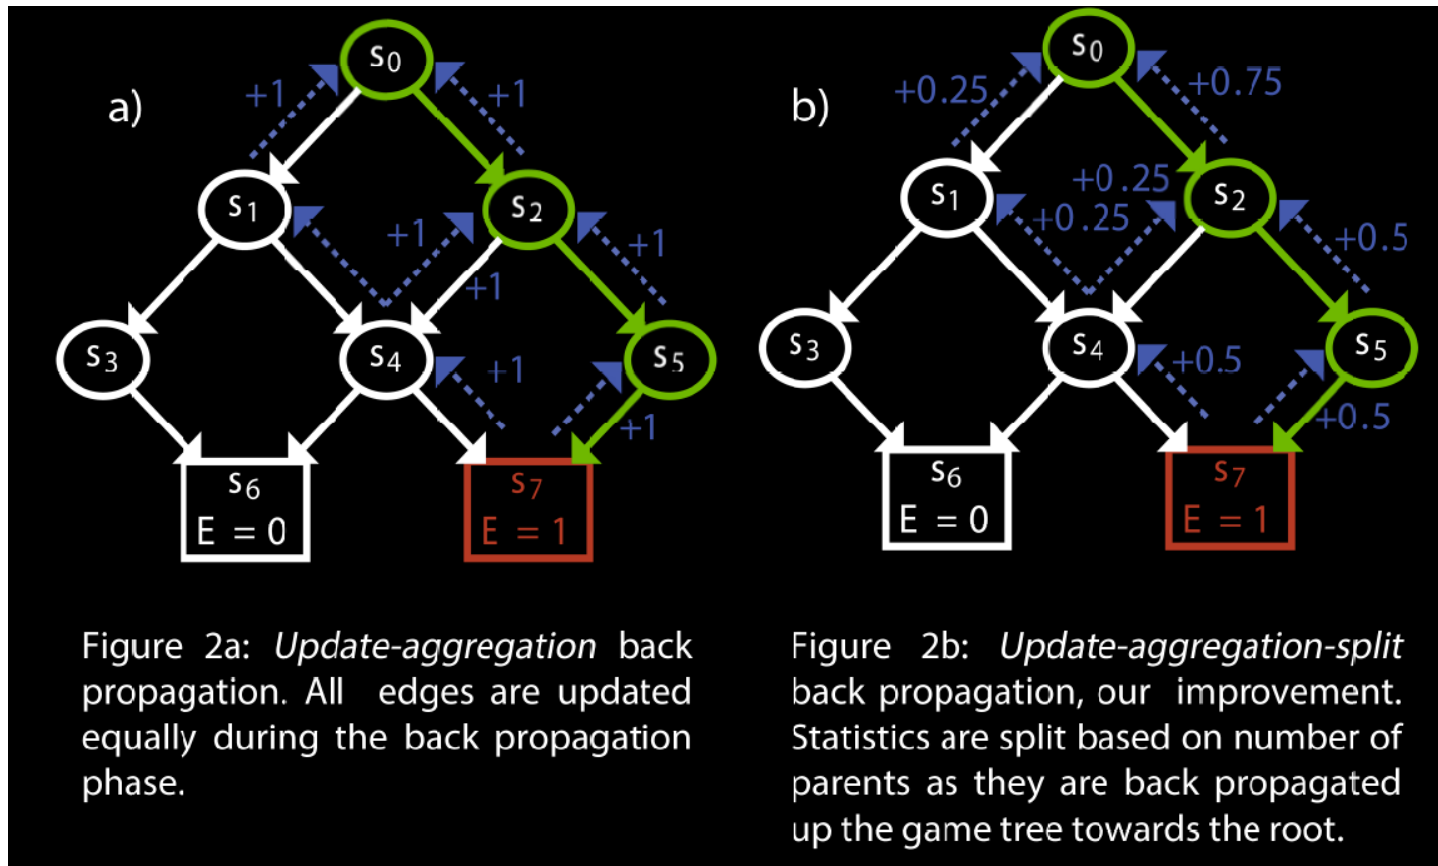 a)
s0
+1
+1
s1
s2
+1
+1
+1
s3
s4
s5
+1
+1
s6
E = 0
s7
E = 1
Figure 2a: Update-aggregation back
propagation. All edges are updated
equally during the back propagation
phase.
b)
s0
+0.25
+0.75
s1
s2
+0.25
+0.25
+0.5
s3
s4
s5
+0.5
+0.5
s6
E = 0
s7
E = 1
Figure 2b: Update-aggregation-split
back propagation, our improvement.
Statistics are split based on number of
parents as they are back propagated
up the game tree towards the root.